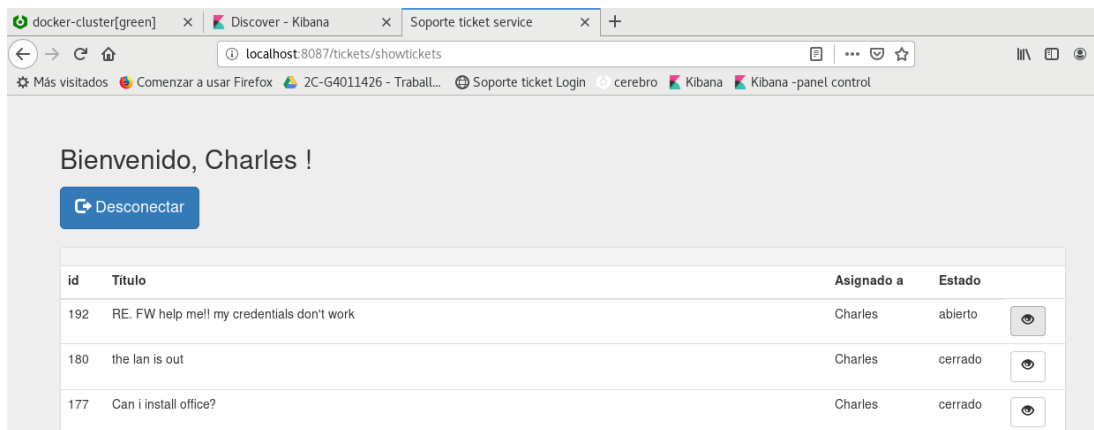 docker-cluster[green] Discover - Kibana Soporte ticket service
localhost:8087/tickets/showtickets
Más visitados Comenzar a usar Firefox 2C-G4011426 - Traball... Soporte ticket Login cerebro Kibana Kibana -panel control
Bienvenido, Charles !
Desconectar
id Título Asignado a Estado
192 RE. FW help me!! my credentials don't work Charles abierto
180 the lan is out Charles cerrado
177 Can i install office? Charles cerrado